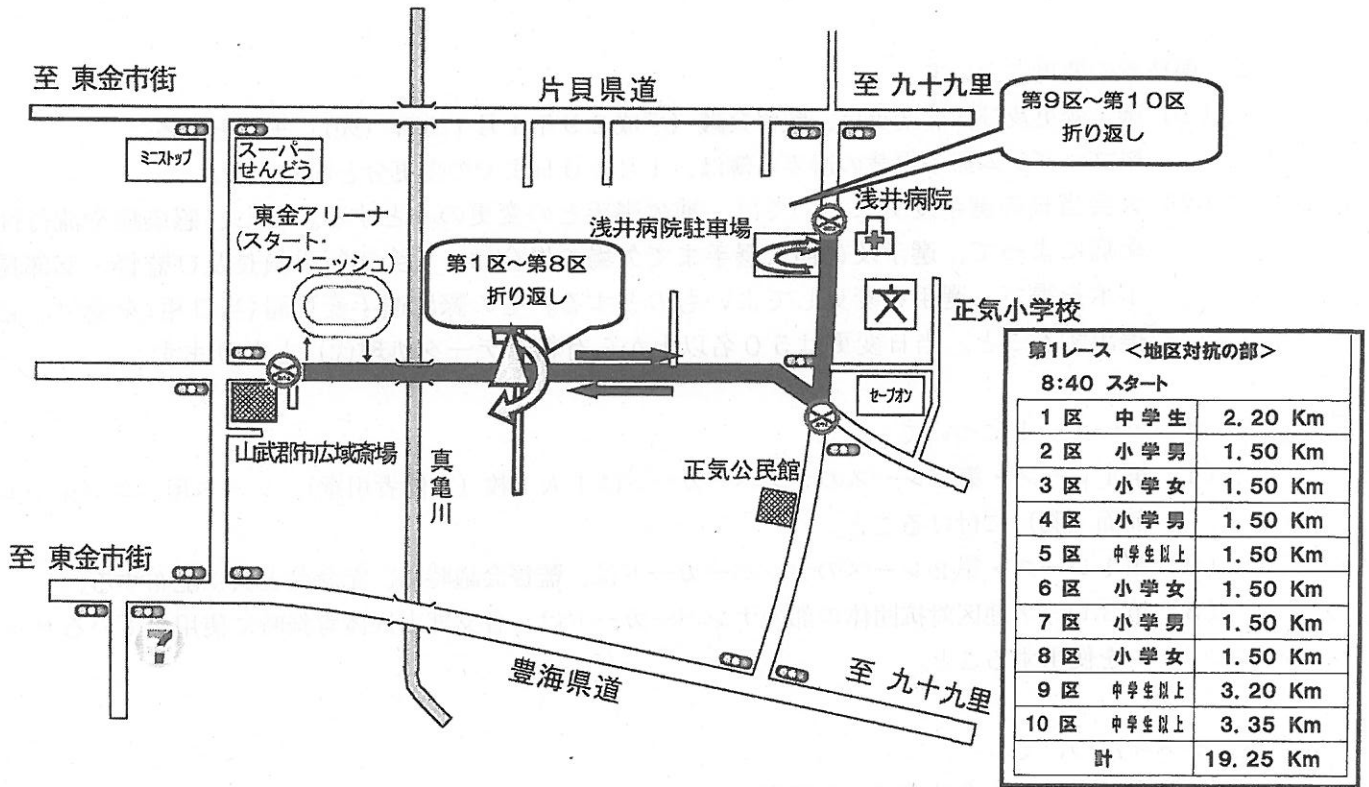 至 東金市街
片貝県道
至 九十九里
第9区～第10区
折り返し
ミニストップ
スーパー
せんどう
浅井病院
東金アリーナ
(スタート・
フィニッシュ)
浅井病院駐車場
第1区～第8区
折り返し
文
正気小学校
セーブオン
山武郡市広域斎場
真亀川
正気公民館
至 東金市街
?
豊海県道
至 九十九里
第1レース <地区対抗の部>
8:40 スタート
1 区 中学生 2. 20 Km
2 区 小学男 1. 50 Km
3 区 小学女 1. 50 Km
4 区 小学男 1. 50 Km
5 区 中学生以上 1. 50 Km
6 区 小学女 1. 50 Km
7 区 小学男 1. 50 Km
8 区 小学女 1. 50 Km
9 区 中学生以上 3. 20 Km
10 区 中学生以上 3. 35 Km
計 19. 25 Km